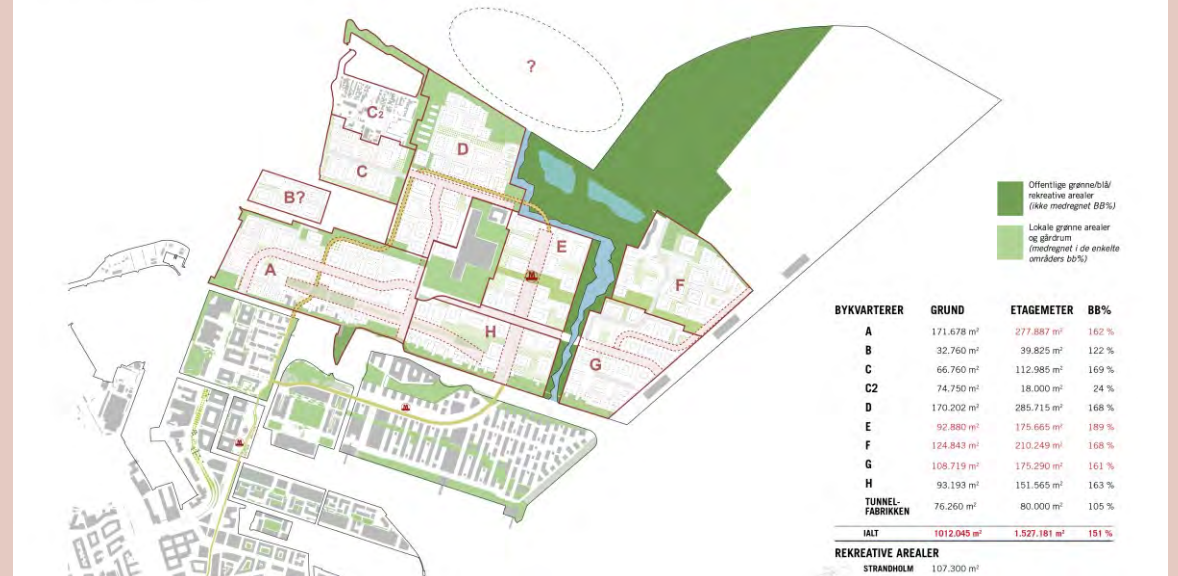 ?
C2
D
C
B?
E
A
F
H
G
Offentlige grønne/blå/
rekreative arealer
(ikke medregnet BB%)
Lokale grønne arealer
og gårdrum
(medregnet i de enkelte
områders bb%)
BYKVARTERER GRUND ETAGEMETER BB%
A 171.678 m² 277.887 m² 162 %
B 32.760 m² 39.825 m² 122 %
C 66.760 m² 112.985 m² 169 %
C2 74.750 m² 18.000 m² 24 %
D 170.202 m² 285.715 m² 168 %
E 92.880 m² 175.665 m² 189 %
F 124.843 m² 210.249 m² 168 %
G 108.719 m² 175.290 m² 161 %
H 93.193 m² 151.565 m² 163 %
TUNNEL-
FABRIKKEN 76.260 m² 80.000 m² 105 %
IALT 1012.045 m² 1.527.181 m² 151 %
REKREATIVE AREALER
STRANDHOLM 107.300 m²